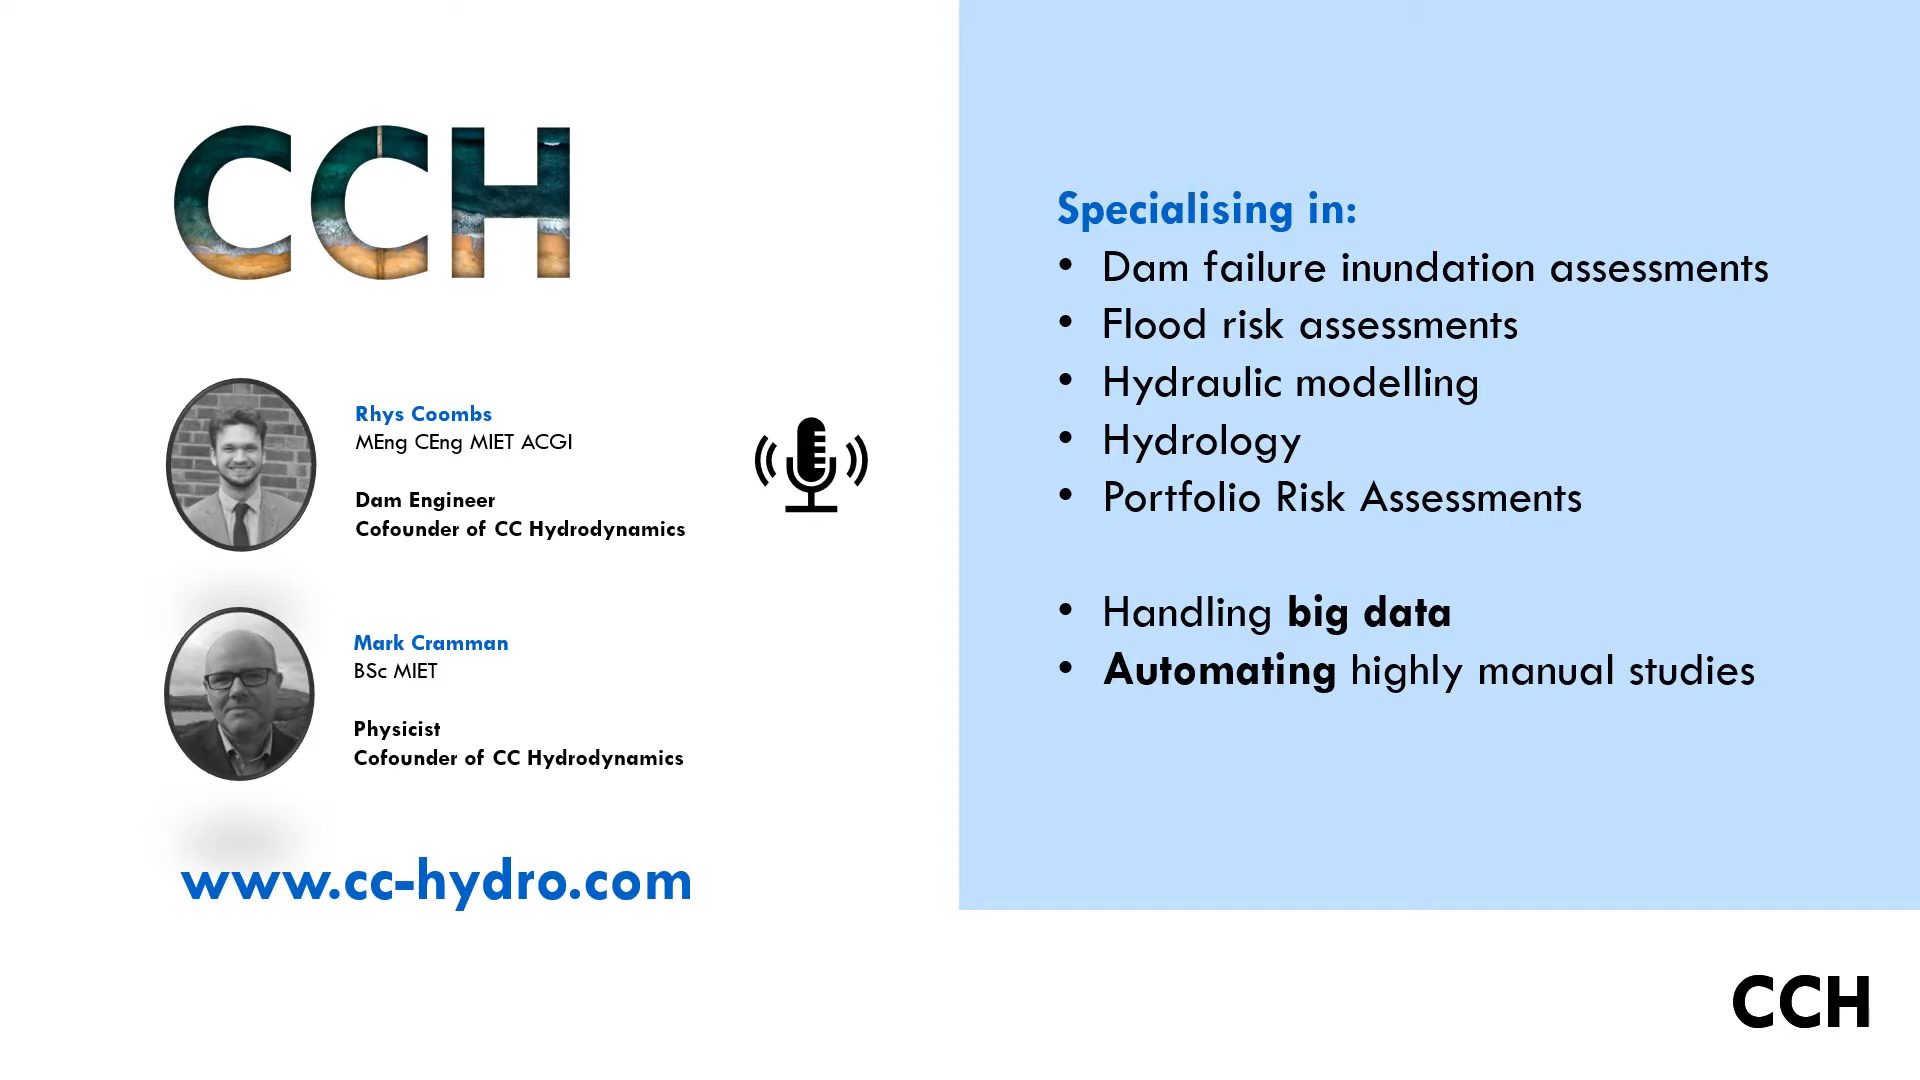 CCH
Rhys Coombs
MEng CEng MIET ACGI
Dam Engineer
Cofounder of CC Hydrodynamics
Mark Cramman
BSc MIET
Physicist
Cofounder of CC Hydrodynamics
www.cc-hydro.com
Specialising in:
• Dam failure inundation assessments
• Flood risk assessments
• Hydraulic modelling
• Hydrology
• Portfolio Risk Assessments
• Handling big data
• Automating highly manual studies
CCH